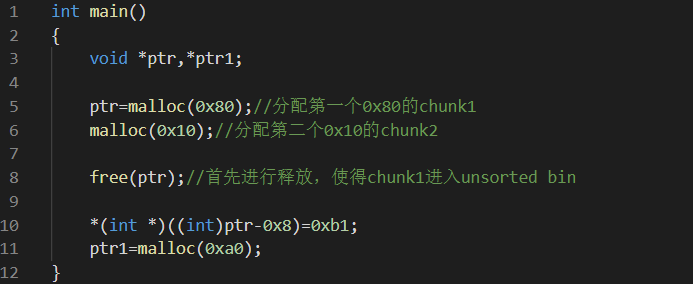 1 int main()
2 {
3 void *ptr,*ptr1;
4
5 ptr=malloc(0x80);//分配第一个0x80的chunk1
6 malloc(0x10);//分配第二个0x10的chunk2
7
8 free(ptr);//首先进行释放，使得chunk1进入unsorted bin
9
10 *(int *)((int)ptr-0x8)=0xb1;
11 ptr1=malloc(0xa0);
12 }